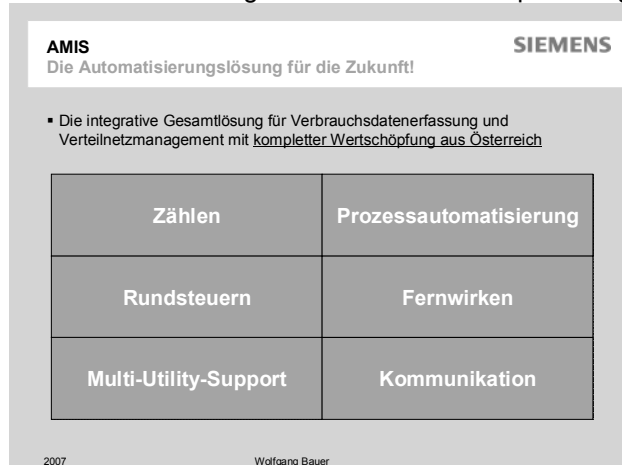 AMIS
SIEMENS
Die Automatisierungslösung für die Zukunft!
▪ Die integrative Gesamtlösung für Verbrauchsdatenerfassung und
Verteilnetzmanagement mit kompletter Wertschöpfung aus Österreich
Zählen
Prozessautomatisierung
Rundsteuern
Fernwirken
Multi-Utility-Support
Kommunikation
2007
Wolfgang Bauer